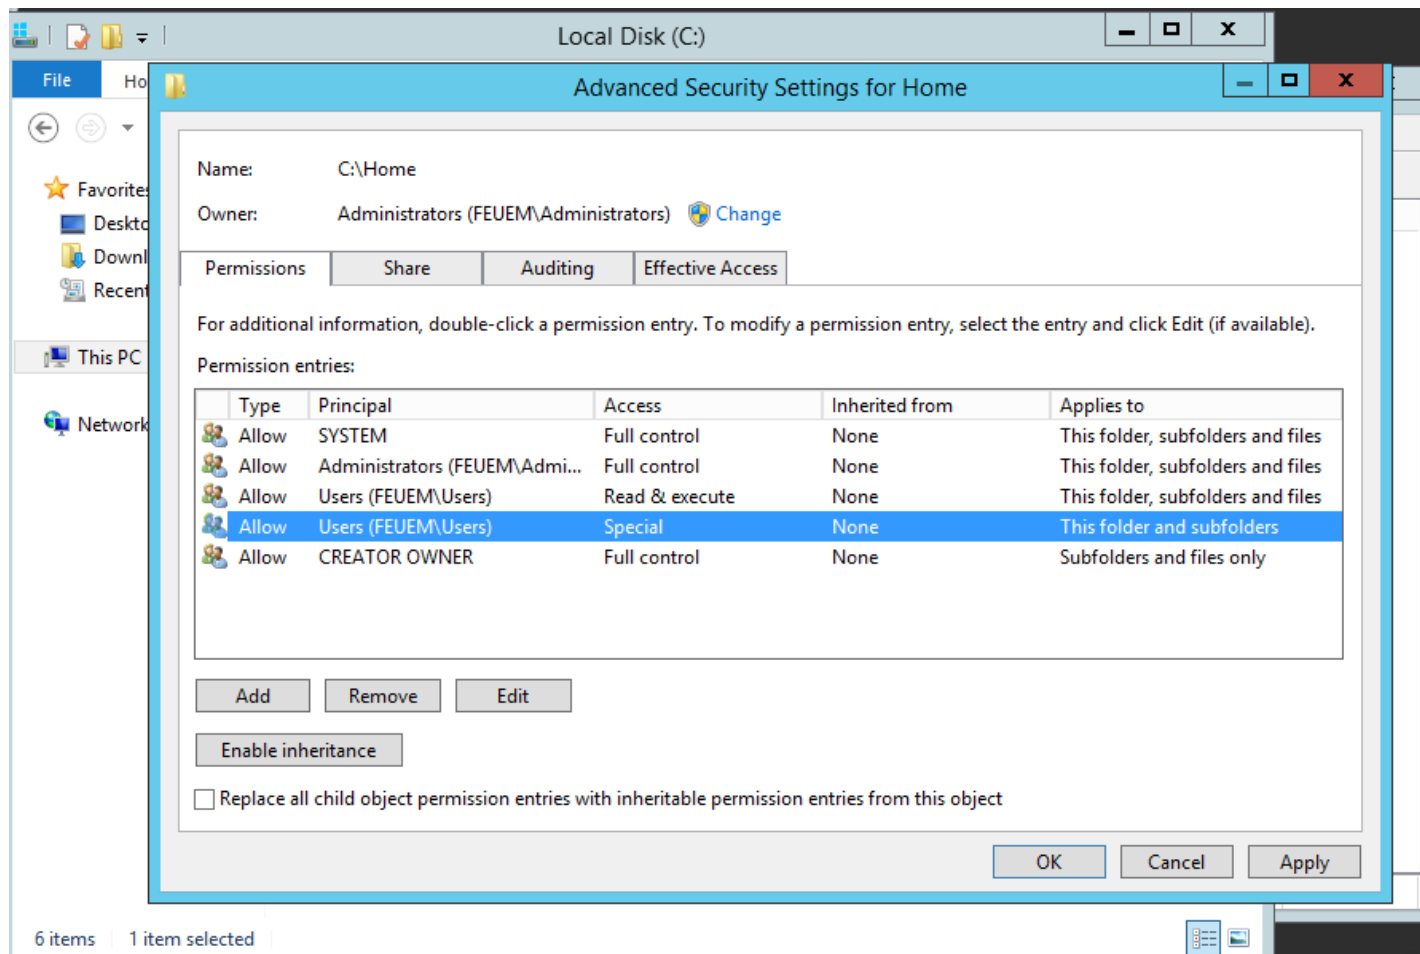 Local Disk (C:)
File
Ho
Advanced Security Settings for Home
Name: C:\Home
Favorites
Owner: Administrators (FEUEM\Administrators) Change
Deskto
Downl
Recent
Permissions Share Auditing Effective Access
For additional information, double-click a permission entry. To modify a permission entry, select the entry and click Edit (if available).
This PC
Permission entries:
Network
Type Principal Access Inherited from Applies to
Allow SYSTEM Full control None This folder, subfolders and files
Allow Administrators (FEUEM\Admi... Full control None This folder, subfolders and files
Allow Users (FEUEM\Users) Read & execute None This folder, subfolders and files
Allow Users (FEUEM\Users) Special None This folder and subfolders
Allow CREATOR OWNER Full control None Subfolders and files only
Add Remove Edit
Enable inheritance
Replace all child object permission entries with inheritable permission entries from this object
OK Cancel Apply
6 items 1 item selected